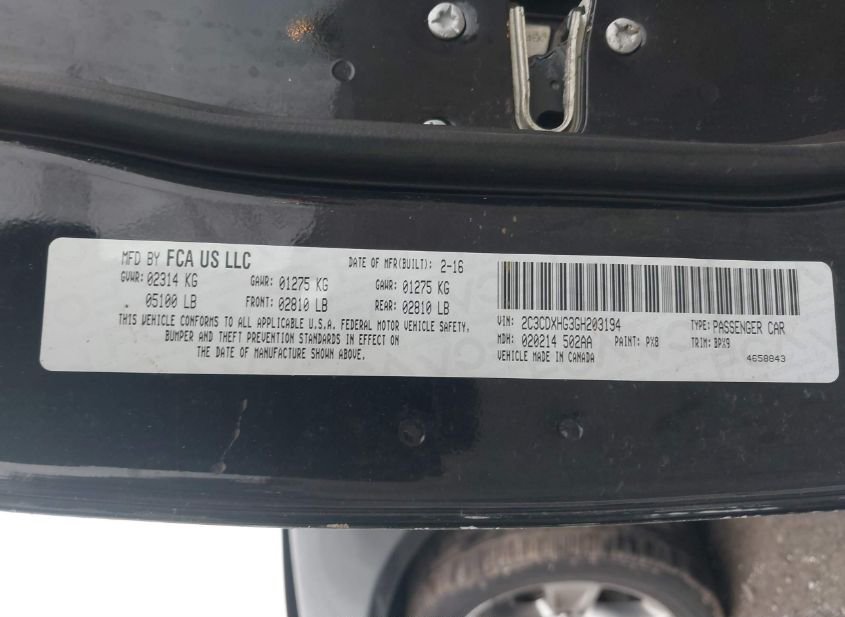 MFD BY FCA US LLC DATE OF MFR(BUILT): 2-16
GVWR: 02314 KG GAWR: 01275 KG GAWR: 01275 KG
05100 LB FRONT: 02810 LB REAR: 02810 LB
THIS VEHICLE CONFORMS TO ALL APPLICABLE U.S.A. FEDERAL MOTOR VEHICLE SAFETY,
BUMPER AND THEFT PREVENTION STANDARDS IN EFFECT ON
THE DATE OF MANUFACTURE SHOWN ABOVE.
VIN: 2C3CDXHG3GH203194 TYPE: PASSENGER CAR
MDH: 020214 502AA PAINT: PX8 TRIM: BPX9
VEHICLE MADE IN CANADA 4658843